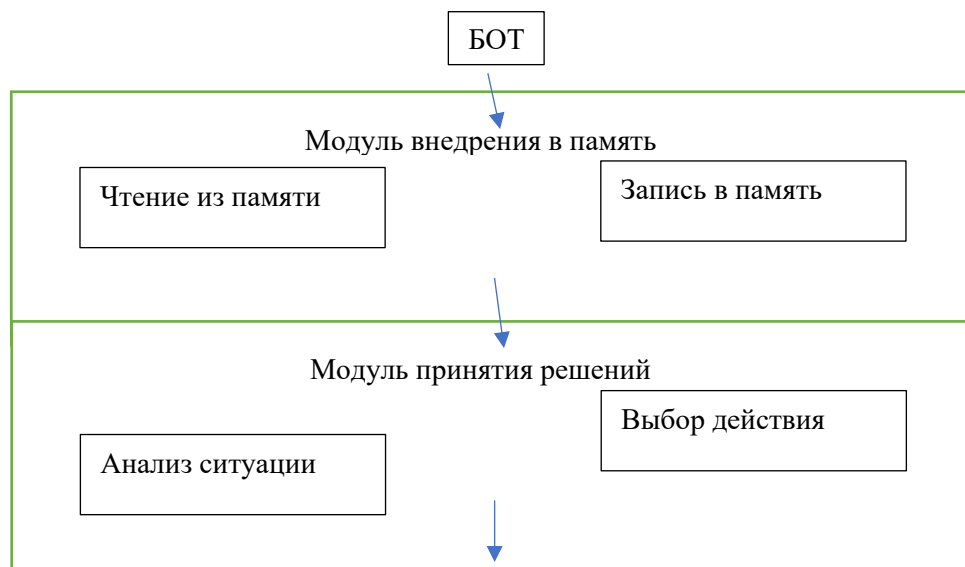 БОТ
Модуль внедрения в память
Чтение из памяти
Запись в память
Модуль принятия решений
Выбор действия
Анализ ситуации